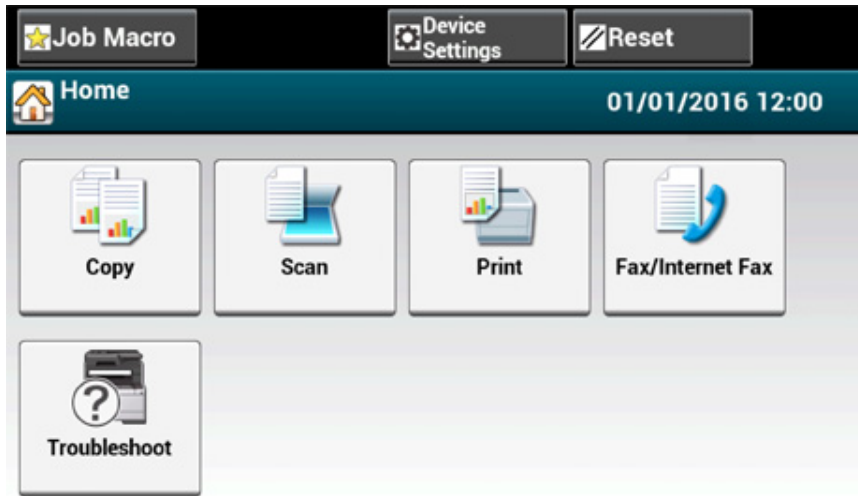 Job Macro
Device
Settings
Reset
Home
01/01/2016 12:00
Copy
Scan
Print
Fax/Internet Fax
Troubleshoot